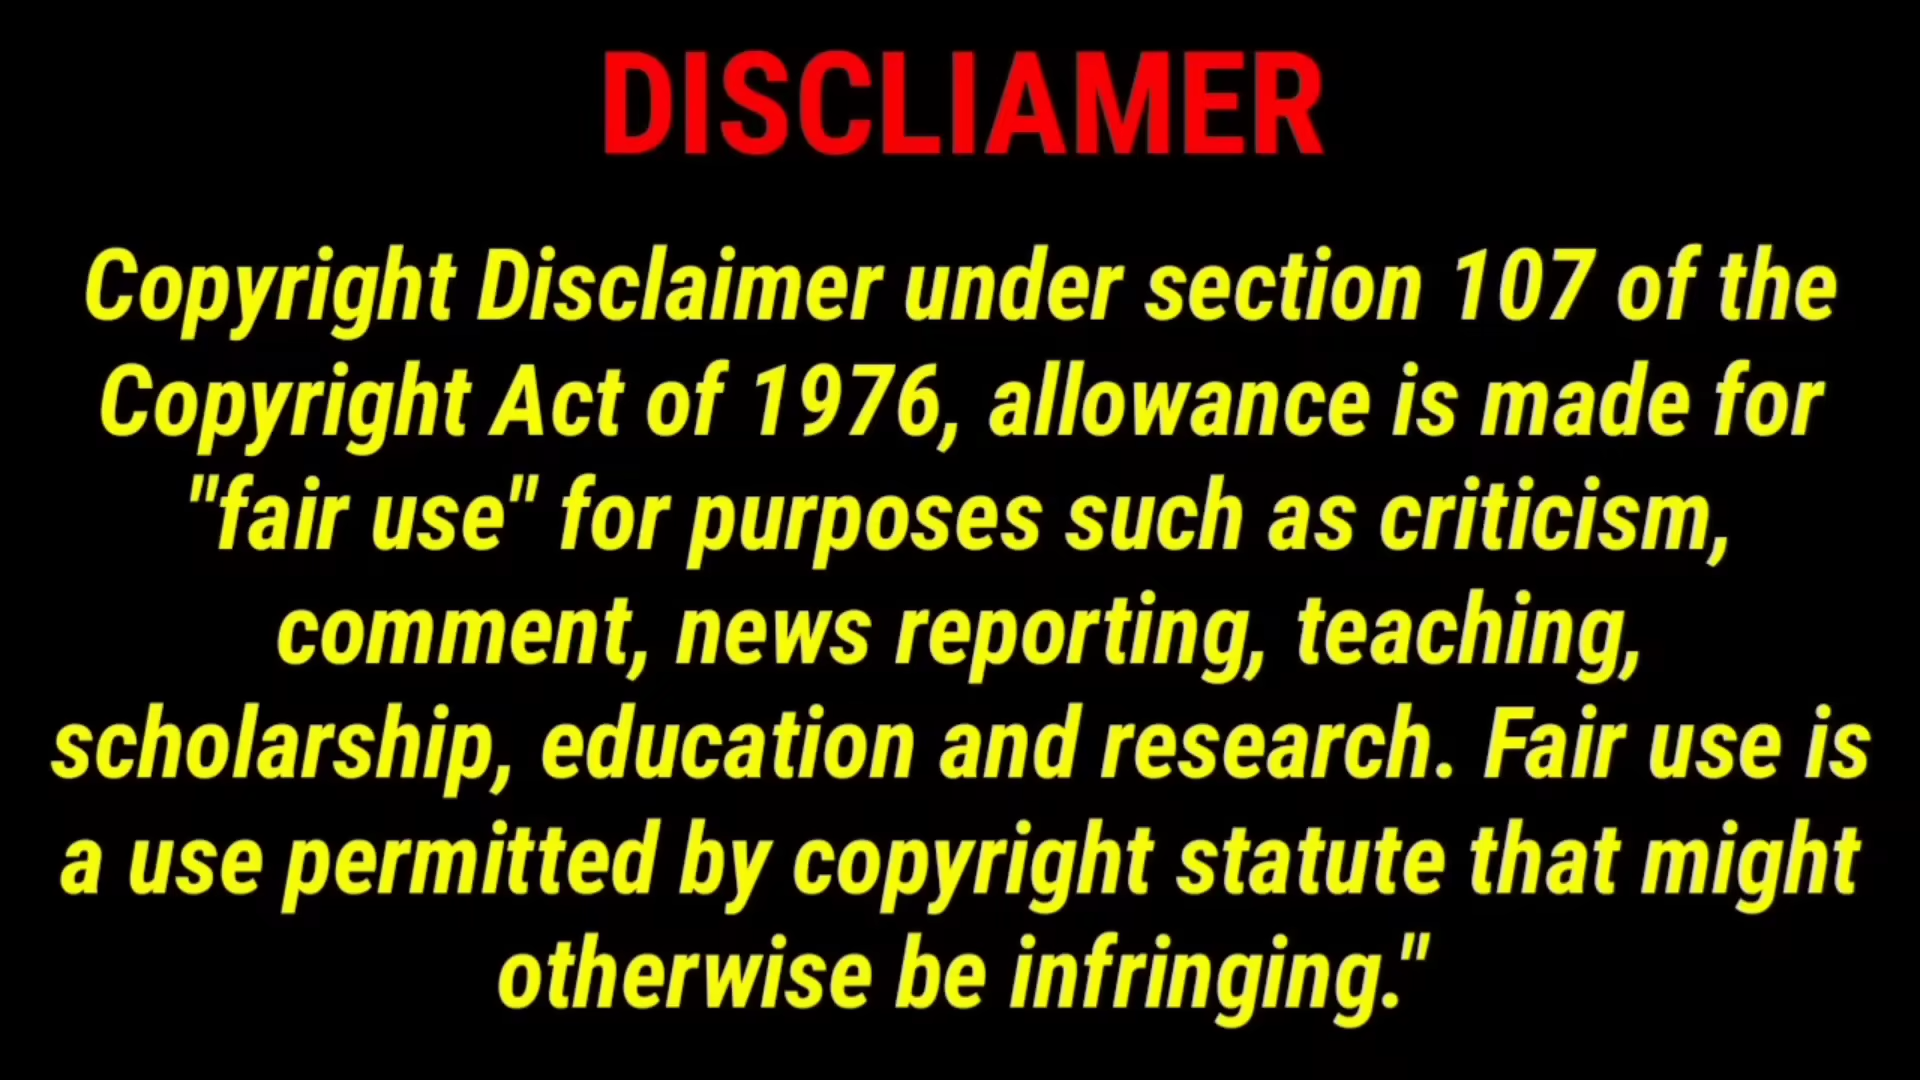 DISCLIAMER
Copyright Disclaimer under section 107 of the
Copyright Act of 1976, allowance is made for
"fair use" for purposes such as criticism,
comment, news reporting, teaching,
scholarship, education and research. Fair use is
a use permitted by copyright statute that might
otherwise be infringing."